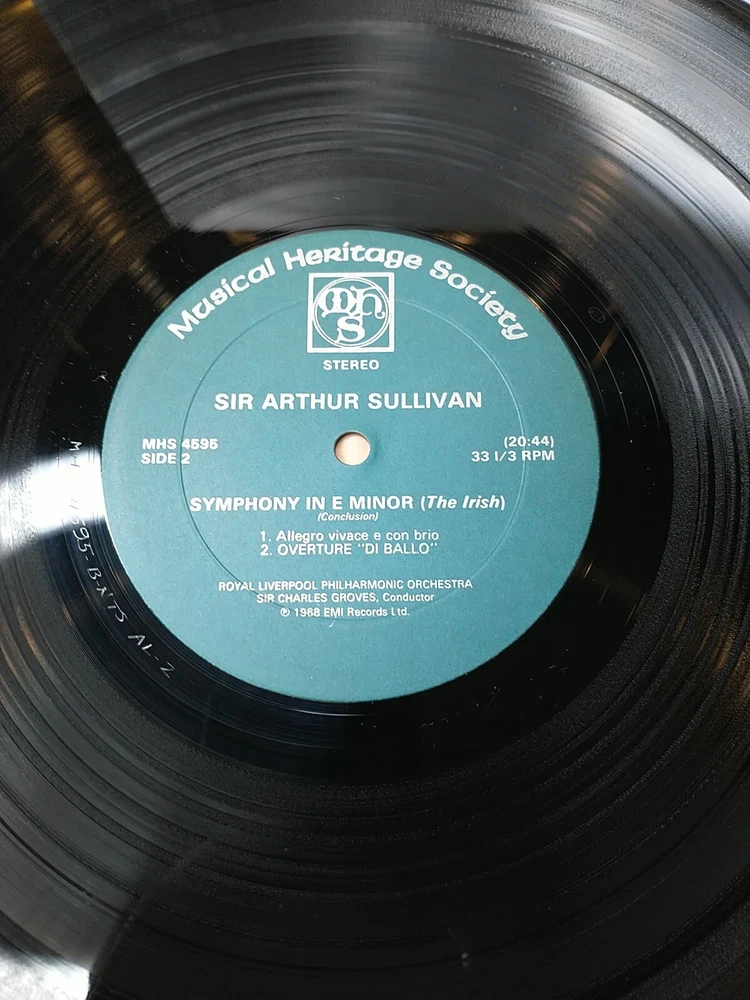 Musical Heritage Society
mhs
STEREO
SIR ARTHUR SULLIVAN
MHS 4595
SIDE 2
(20:44)
33 1/3 RPM
SYMPHONY IN E MINOR (The Irish)
(Conclusion)
1. Allegro vivace e con brio
2. OVERTURE "DI BALLO"
ROYAL LIVERPOOL PHILHARMONIC ORCHESTRA
SIR CHARLES GROVES, Conductor
℗ 1968 EMI Records Ltd.
AL-2